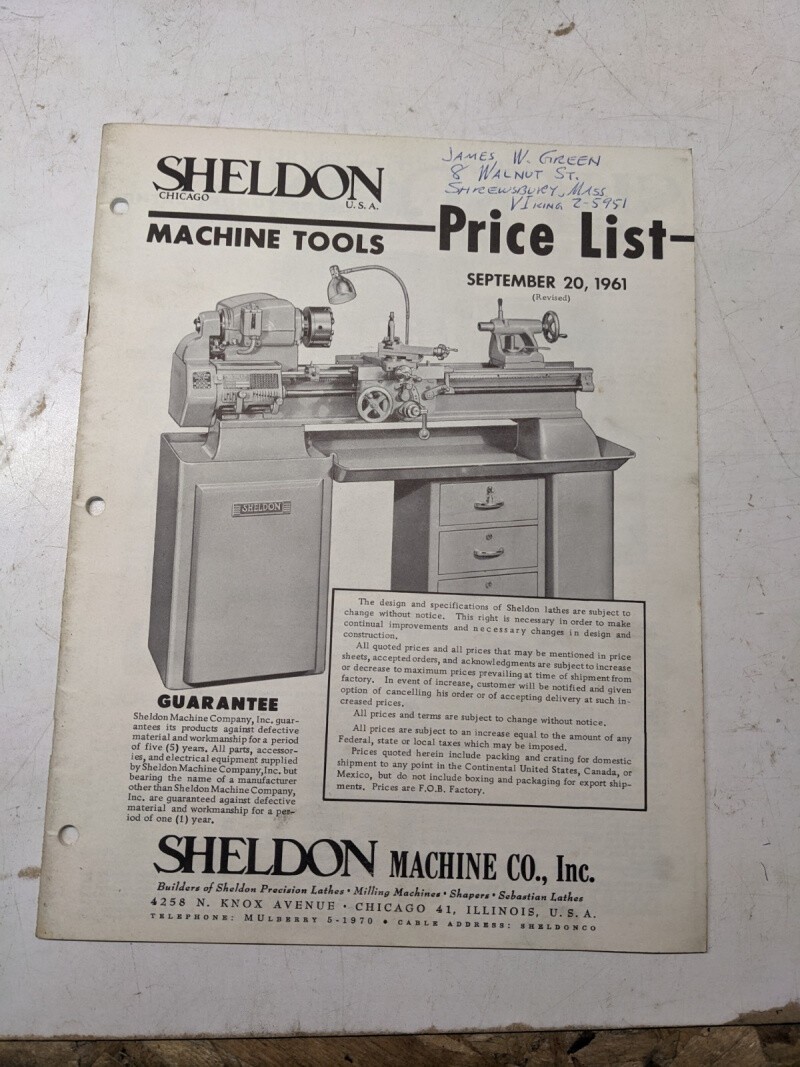 SHELDON
CHICAGO U.S.A.
MACHINE TOOLS
JAMES W. GREEN
8 WALNUT ST.
SHREWSBURY, MASS
VIKING 2-5951
Price List
SEPTEMBER 20, 1961
(Revised)
SHELDON
The design and specifications of Sheldon lathes are subject to
change without notice. This right is necessary in order to make
continual improvements and necessary changes in design and
construction.
All quoted prices and all prices that may be mentioned in price
sheets, accepted orders, and acknowledgments are subject to increase
or decrease to maximum prices prevailing at time of shipment from
factory. In event of increase, customer will be notified and given
option of cancelling his order or of accepting delivery at such in-
creased prices.
All prices and terms are subject to change without notice.
All prices are subject to an increase equal to the amount of any
Federal, state or local taxes which may be imposed.
Prices quoted herein include packing and crating for domestic
shipment to any point in the Continental United States, Canada, or
Mexico, but do not include boxing and packaging for export ship-
ments. Prices are F.O.B. Factory.
GUARANTEE
Sheldon Machine Company, Inc. guar-
antees its products against defective
material and workmanship for a period
of five (5) years. All parts, accessor-
ies, and electrical equipment supplied
by Sheldon Machine Company, Inc. but
bearing the name of a manufacturer
other than Sheldon Machine Company,
Inc. are guaranteed against defective
material and workmanship for a per-
iod of one (1) year.
SHELDON MACHINE CO., Inc.
Builders of Sheldon Precision Lathes • Milling Machines • Shapers • Sebastian Lathes
4258 N. KNOX AVENUE • CHICAGO 41, ILLINOIS, U.S.A.
TELEPHONE: MULBERRY 5-1970 • CABLE ADDRESS: SHELDONCO